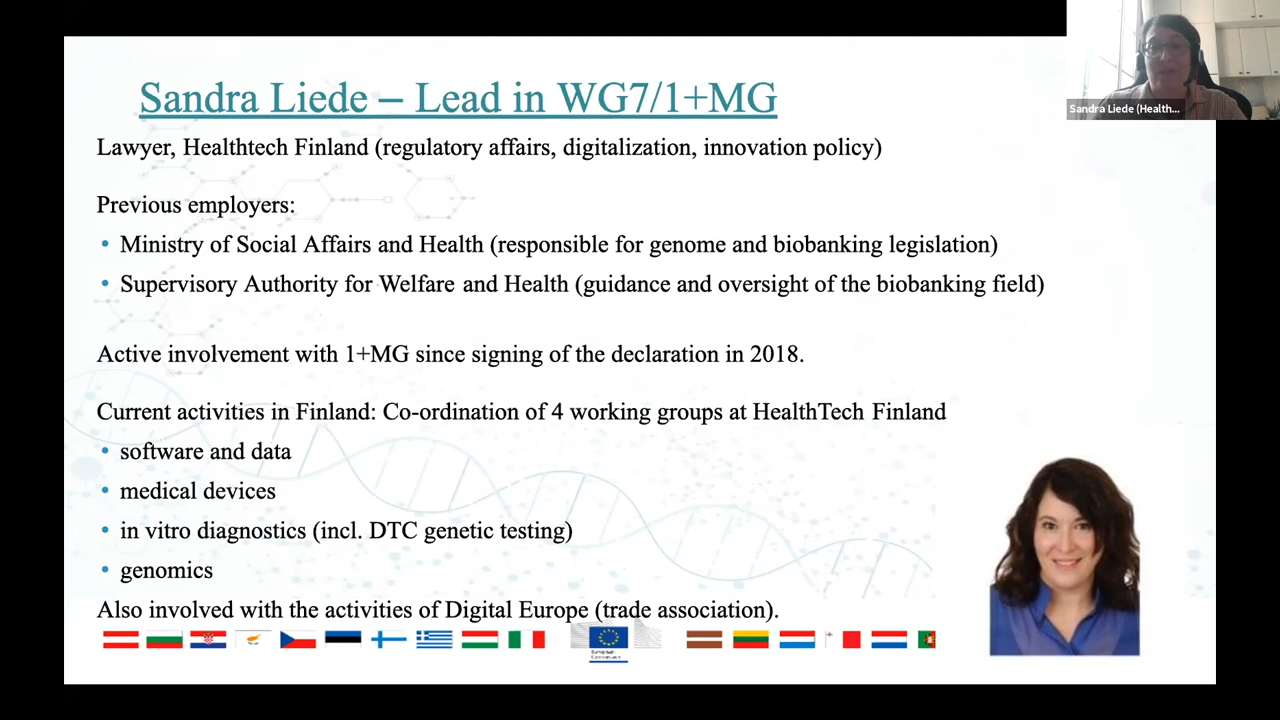 Sandra Liede – Lead in WG7/1+MG
Sandra Liede (Health...
Lawyer, Healthtech Finland (regulatory affairs, digitalization, innovation policy)
Previous employers:
• Ministry of Social Affairs and Health (responsible for genome and biobanking legislation)
• Supervisory Authority for Welfare and Health (guidance and oversight of the biobanking field)
Active involvement with 1+MG since signing of the declaration in 2018.
Current activities in Finland: Co-ordination of 4 working groups at HealthTech Finland
• software and data
• medical devices
• in vitro diagnostics (incl. DTC genetic testing)
• genomics
Also involved with the activities of Digital Europe (trade association).
European
Commission